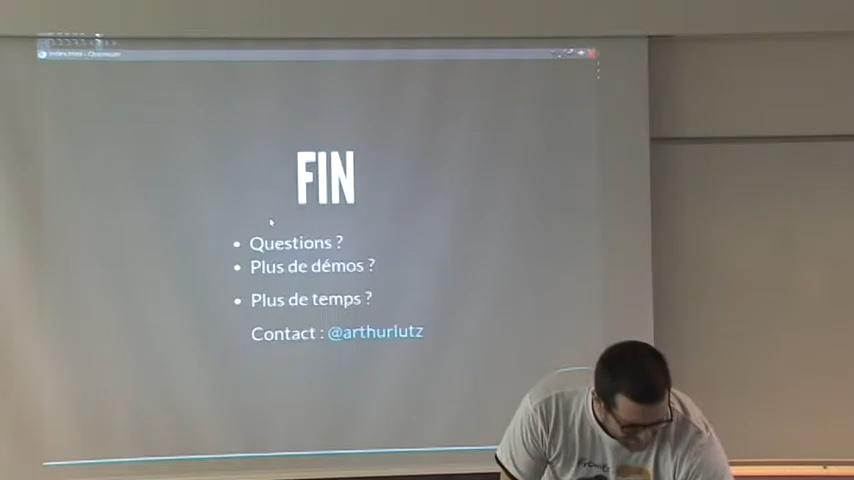 FIN
Questions ?
Plus de démos ?
Plus de temps ?
Contact : @arthurlutz